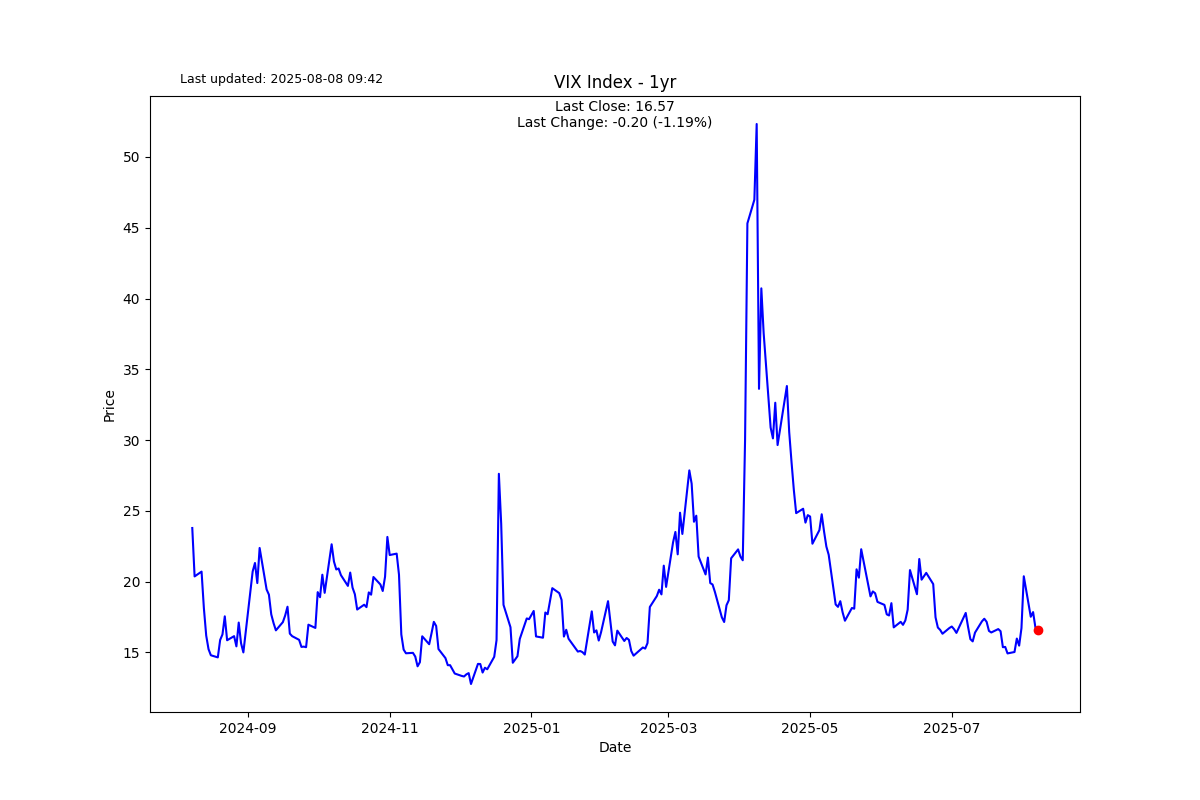 Last updated: 2025-08-08 09:42
VIX Index - 1yr
Last Close: 16.57
Last Change: -0.20 (-1.19%)
50
45
40
35
30
25
20
15
Price
2024-09
2024-11
2025-01
2025-03
2025-05
2025-07
Date